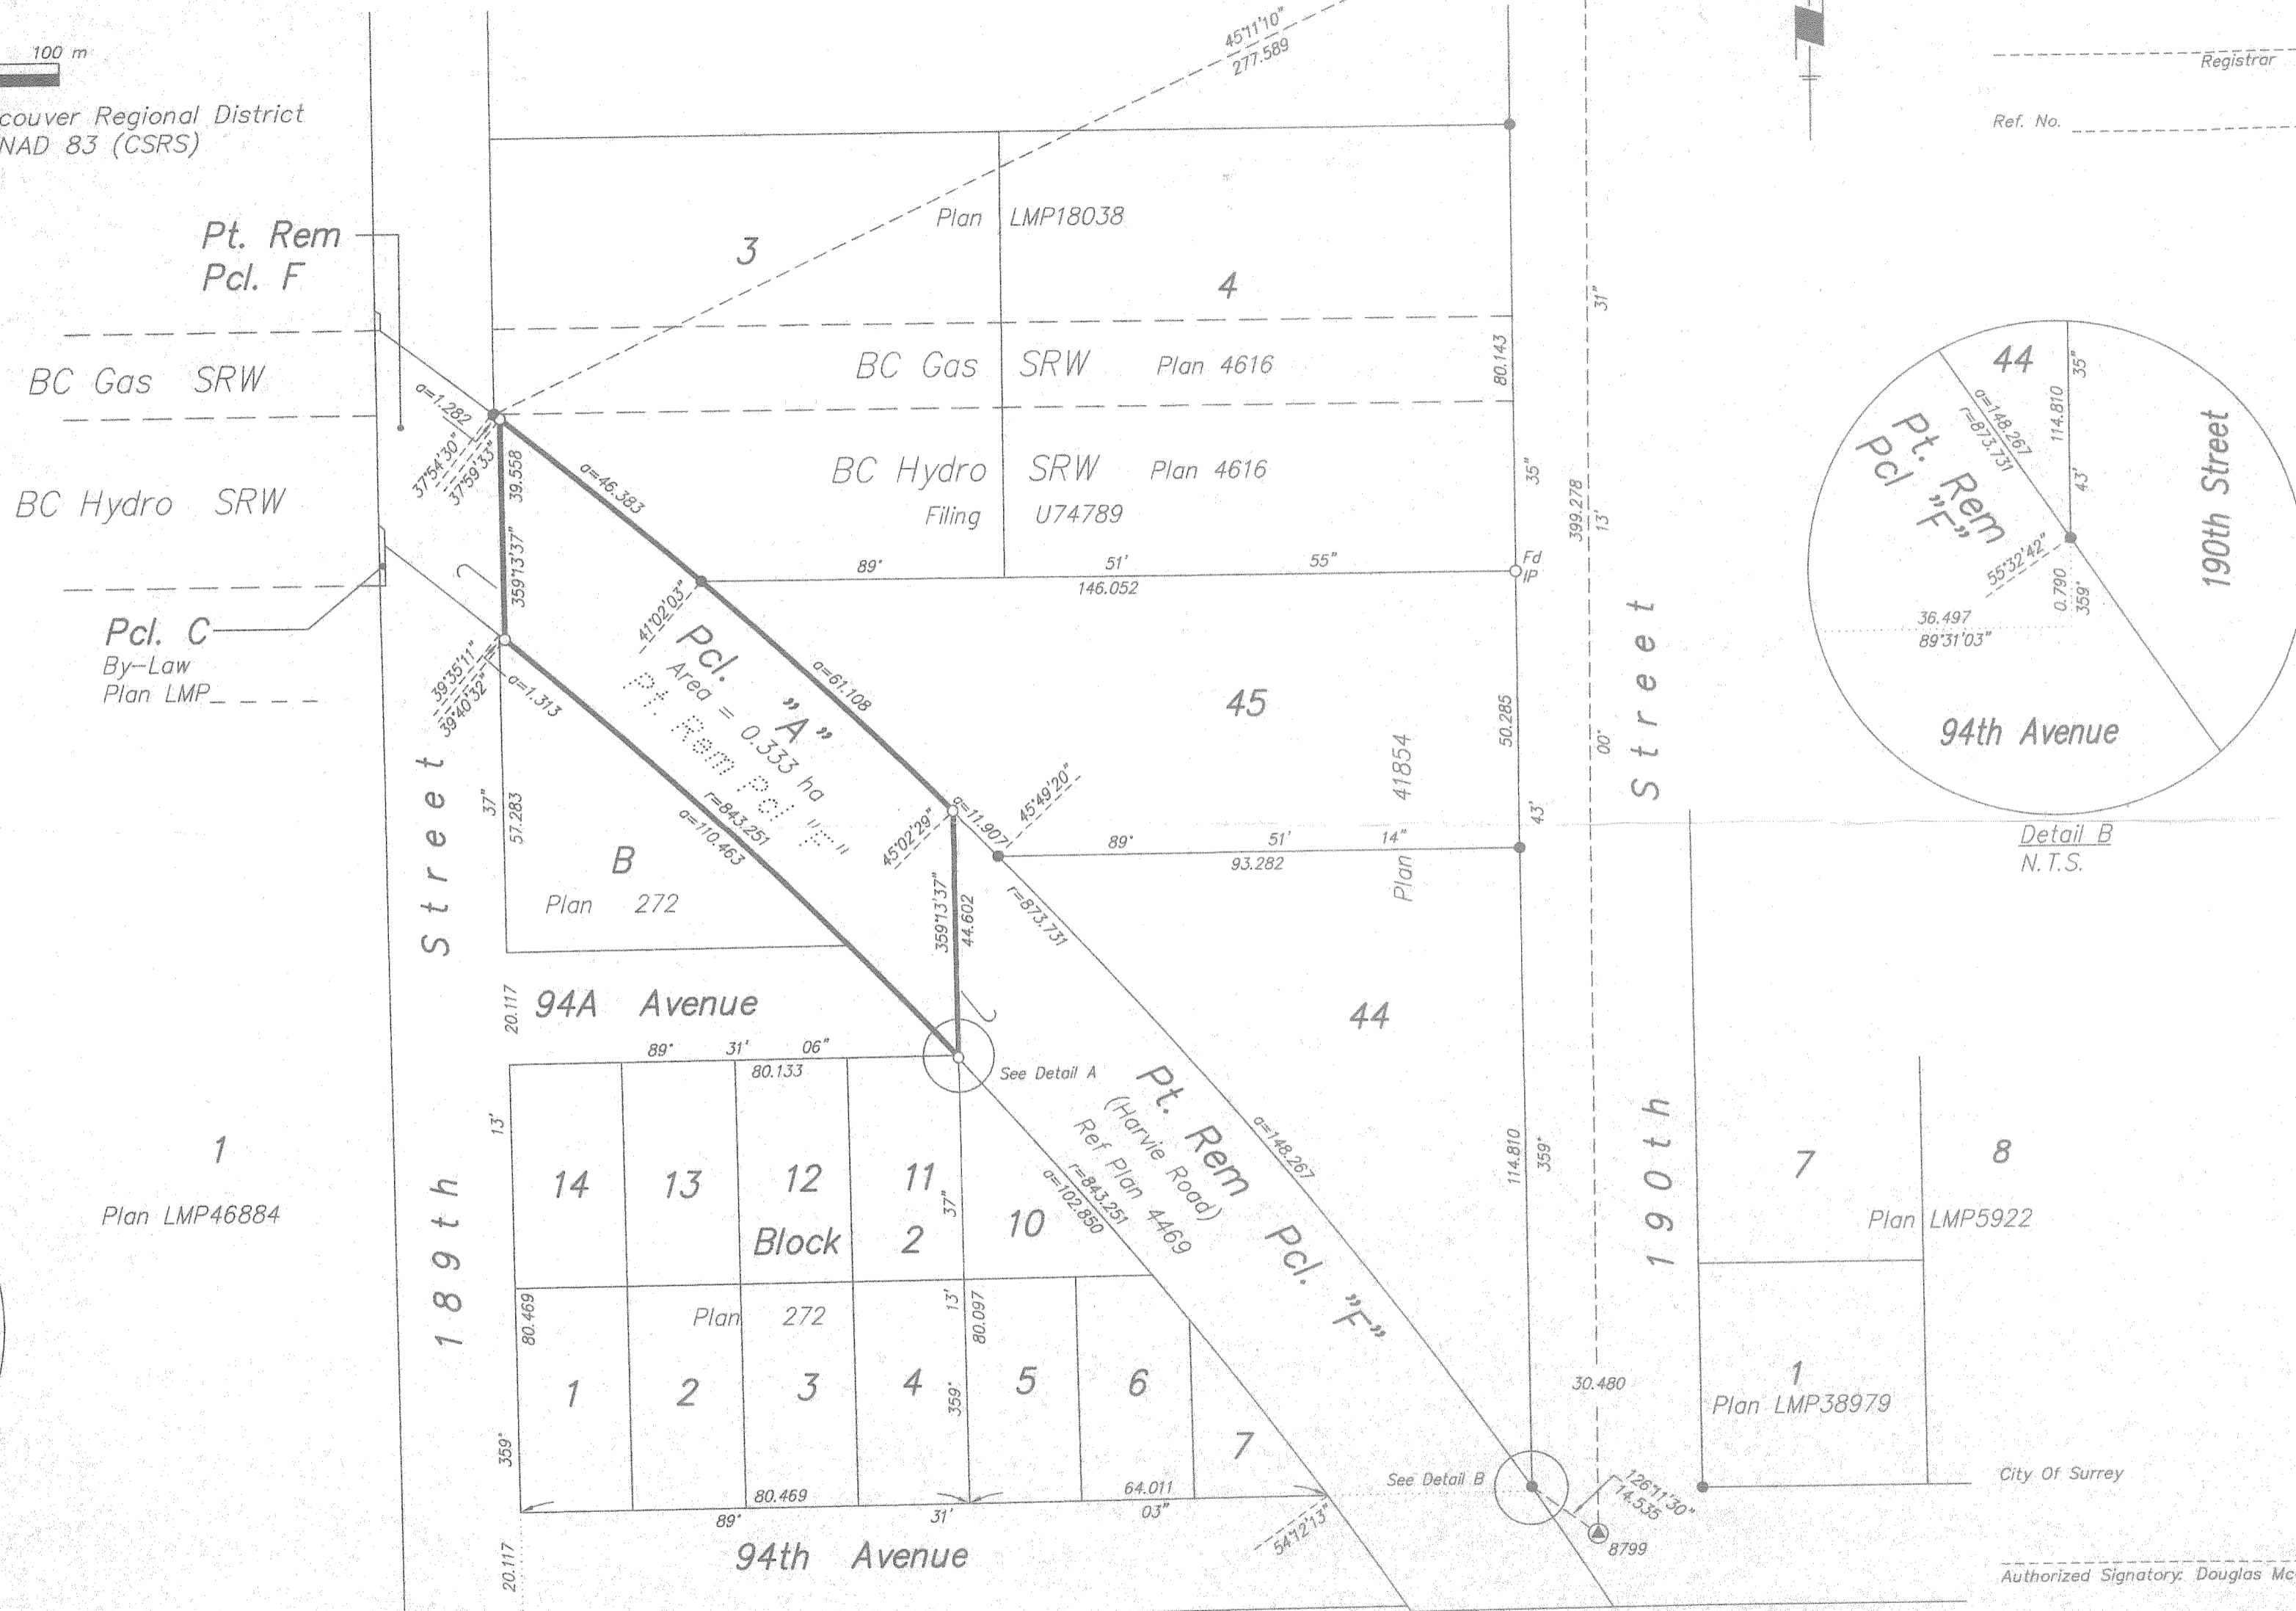 100 m
couver Regional District
NAD 83 (CSRS)
45°11'10"
277.589
Registrar
Ref. No.
Pt. Rem
Pcl. F
Plan LMP18038
3
4
31"
BC Gas SRW
BC Gas SRW Plan 4616
80.143
a=1.282
37°54'30"
37°59'33"
39.558
a=46.383
BC Hydro SRW
BC Hydro SRW Plan 4616
Filing U74789
35"
399.278
13'
359°13'37"
89° 51' 55"
146.052
Fd
IP
41°02'03"
Pcl. C
By-Law
Plan LMP
39°35'11"
39°40'32"
a=1.313
Pcl. "A"
Area = 0.333 ha
Pt. Rem Pcl "F"
a=61.108
r=843.251
a=110.463
45
50.285
00°
Street
37"
57.283
B
Plan 272
45°02'29"
a=11.907
45°49'20"
89° 51' 14"
93.282
Plan 41854
43'
359°13'37"
44.602
r=873.731
Street
20.117
94A Avenue
89° 31' 06"
80.133
See Detail A
44
13'
1
Plan LMP46884
14
13
12
11
37"
10
Block 2
Pt. Rem Pcl. "F"
(Harvie Road)
Ref Plan 4469
r=843.251
a=102.850
a=148.267
114.810
359°
190th
7
8
Plan LMP5922
189th
80.469
Plan 272
13'
80.097
1
2
3
4
359°
5
6
7
359°
80.469
64.011
89° 31' 03"
54°12'13"
See Detail B
30.480
126°11'30"
14.535
8799
1
Plan LMP38979
20.117
94th Avenue
44
35"
114.810
43'
a=148.267
r=873.731
Pt. Rem
Pcl "F"
55°32'42"
0.790
359°
36.497
89°31'03"
190th Street
94th Avenue
Detail B
N.T.S.
City Of Surrey
Authorized Signatory: Douglas Mc